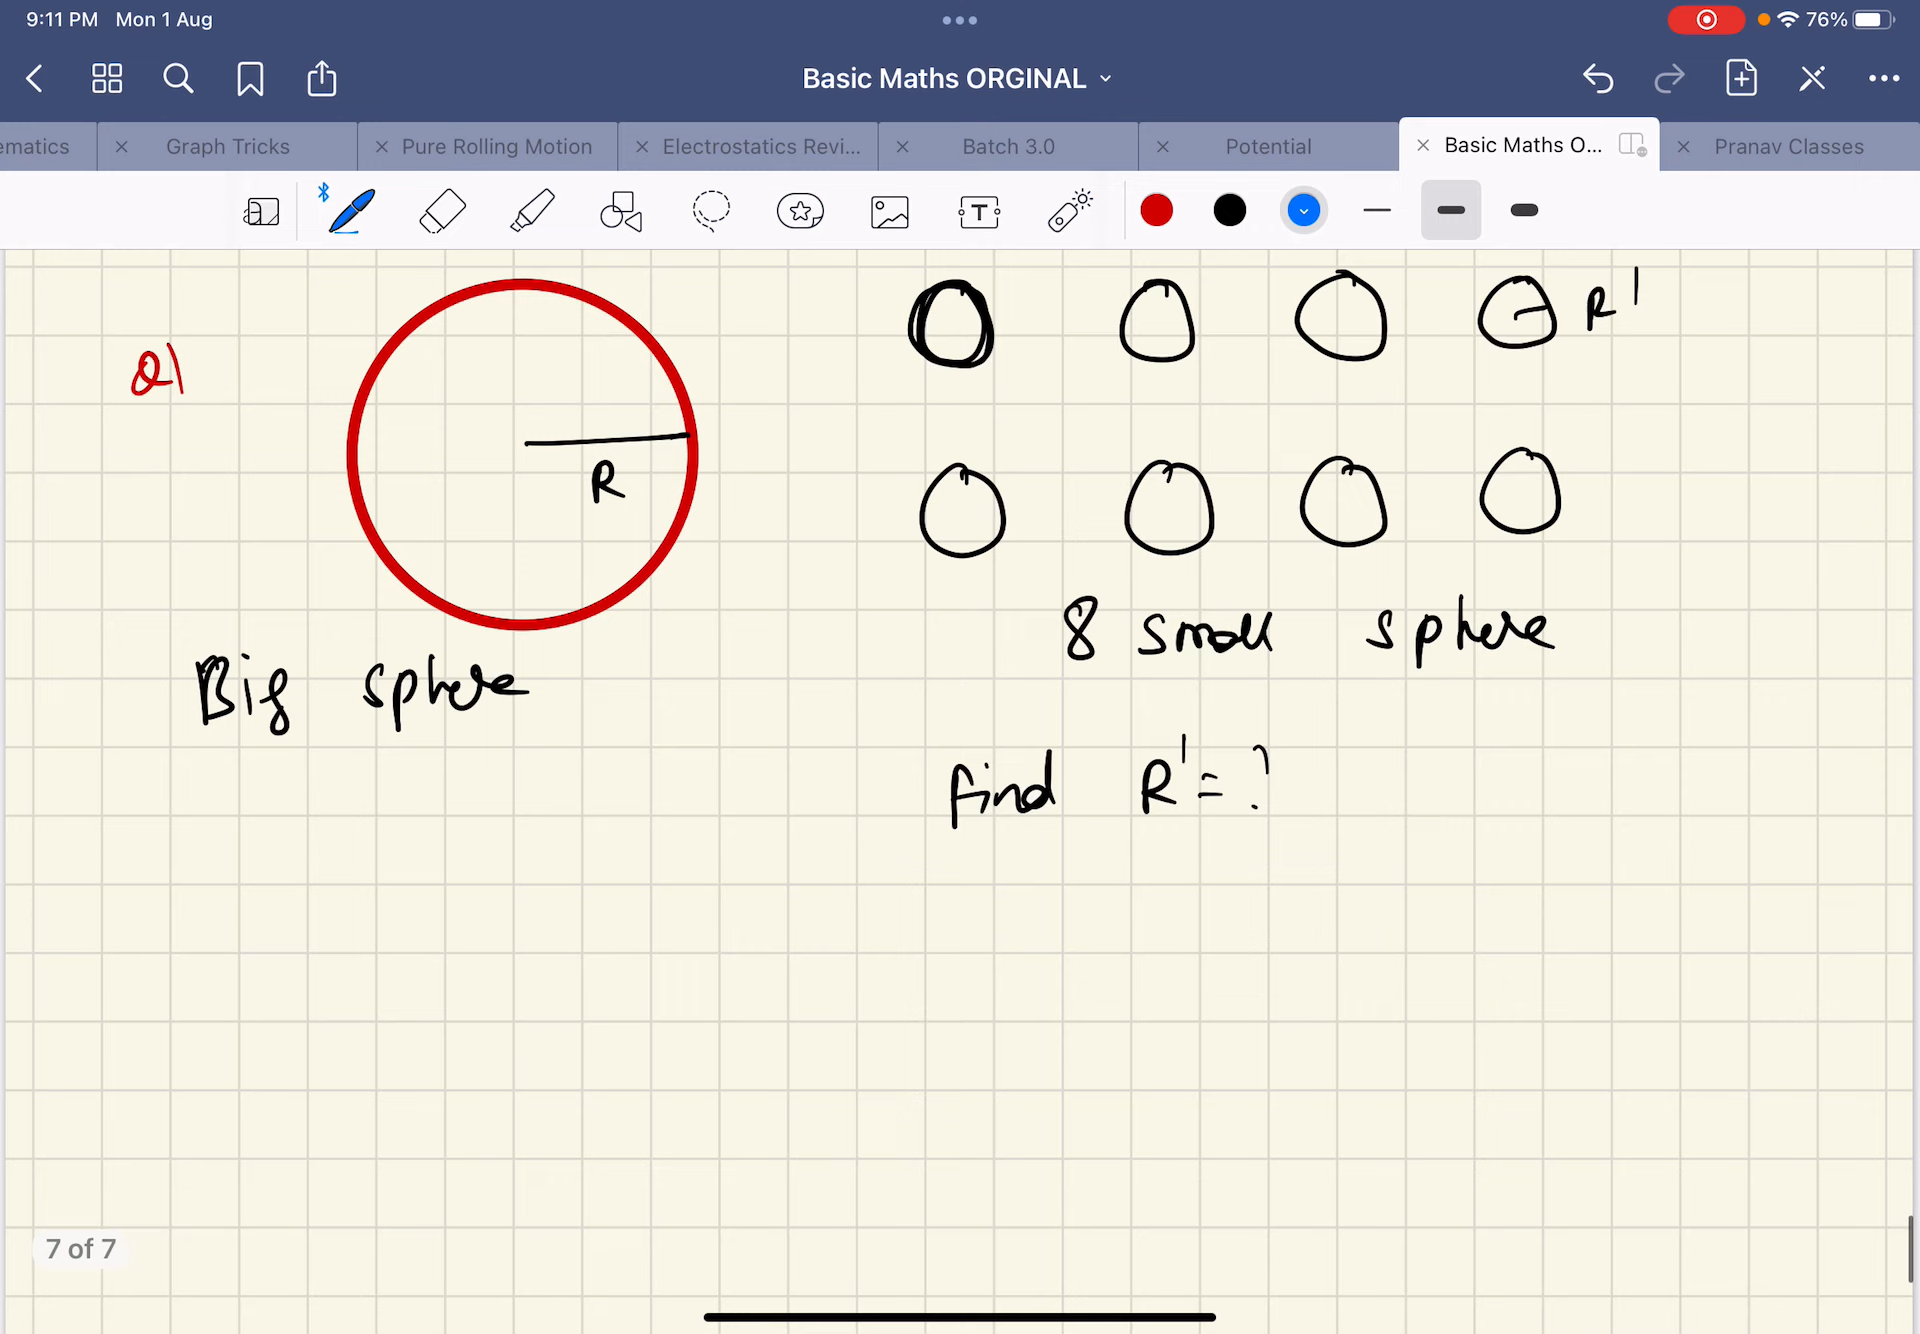 9:11 PM Mon 1 Aug
76%
Basic Maths ORGINAL
ematics
Graph Tricks
Pure Rolling Motion
Electrostatics Revi...
Batch 3.0
Potential
Basic Maths O...
Pranav Classes
Q1
R
R'
Big sphere
8 small sphere
find R' = ?
7 of 7